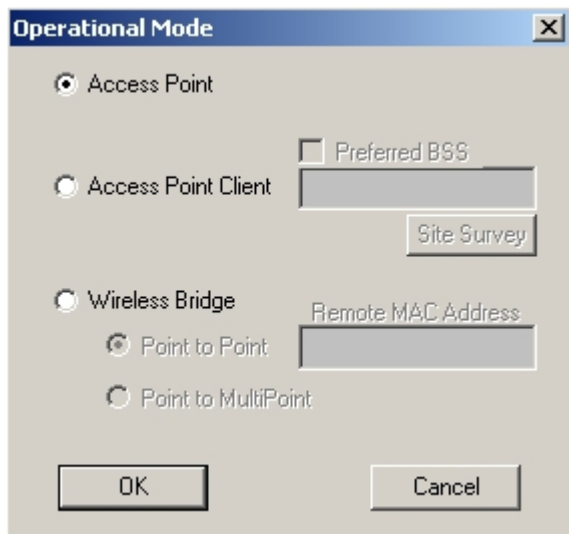 Operational Mode
Access Point
Preferred BSS
Access Point Client
Site Survey
Wireless Bridge
Remote MAC Address
Point to Point
Point to MultiPoint
OK
Cancel